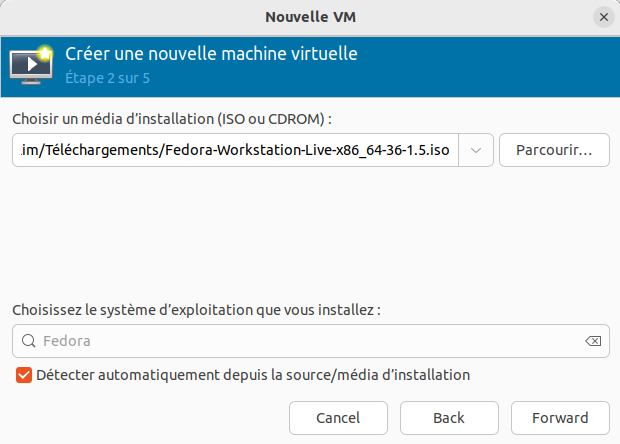 Nouvelle VM
Créer une nouvelle machine virtuelle
Étape 2 sur 5
Choisir un média d'installation (ISO ou CDROM) :
im/Téléchargements/Fedora-Workstation-Live-x86_64-36-1.5.iso
Parcourir...
Choisissez le système d'exploitation que vous installez :
Fedora
Détecter automatiquement depuis la source/média d'installation
Cancel
Back
Forward